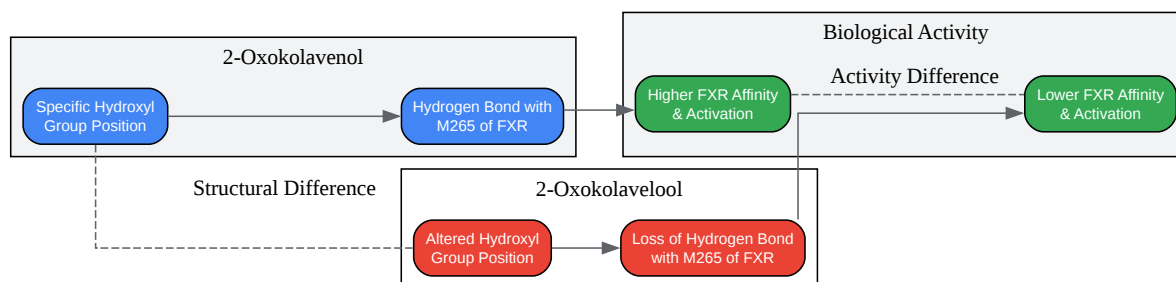 2-Oxokolavenol
Specific Hydroxyl
Group Position
Hydrogen Bond with
M265 of FXR
Biological Activity
Higher FXR Affinity
& Activation
Activity Difference
Lower FXR Affinity
& Activation
Structural Difference
2-Oxokolavelool
Altered Hydroxyl
Group Position
Loss of Hydrogen Bond
with M265 of FXR